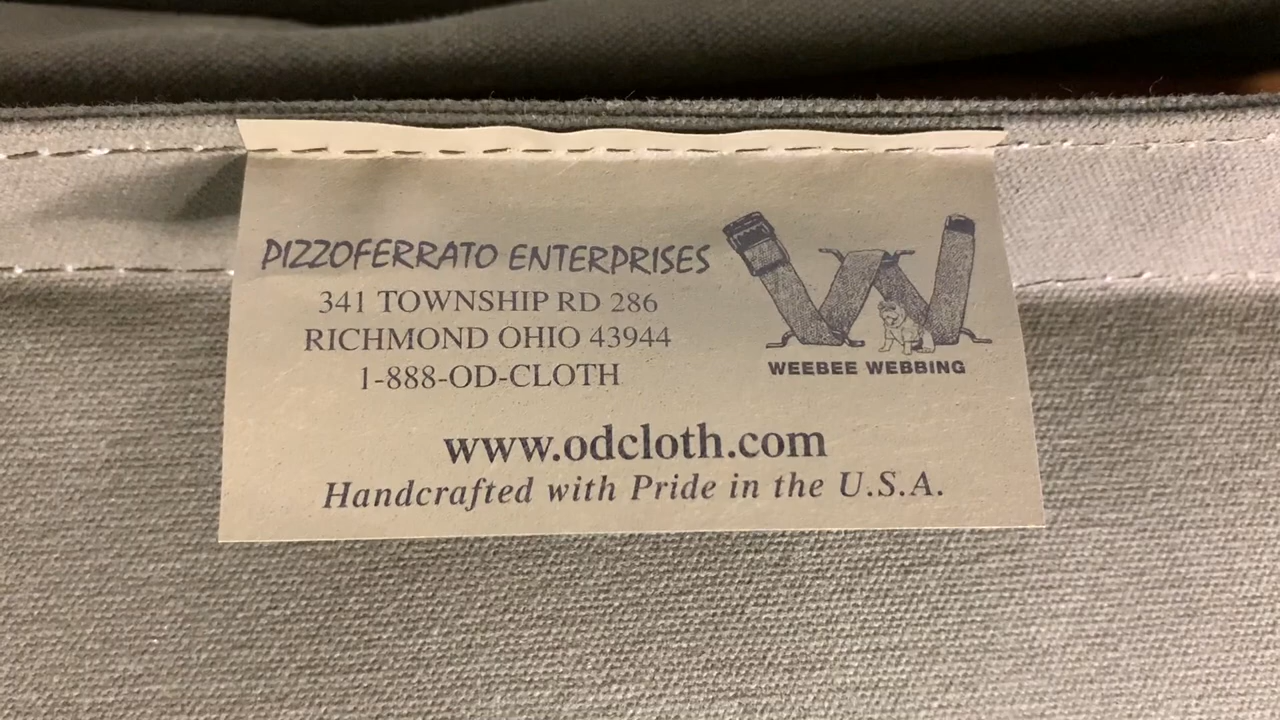 PIZZOFERRATO ENTERPRISES
341 TOWNSHIP RD 286
RICHMOND OHIO 43944
1-888-OD-CLOTH
WEEBEE WEBBING
www.odcloth.com
Handcrafted with Pride in the U.S.A.